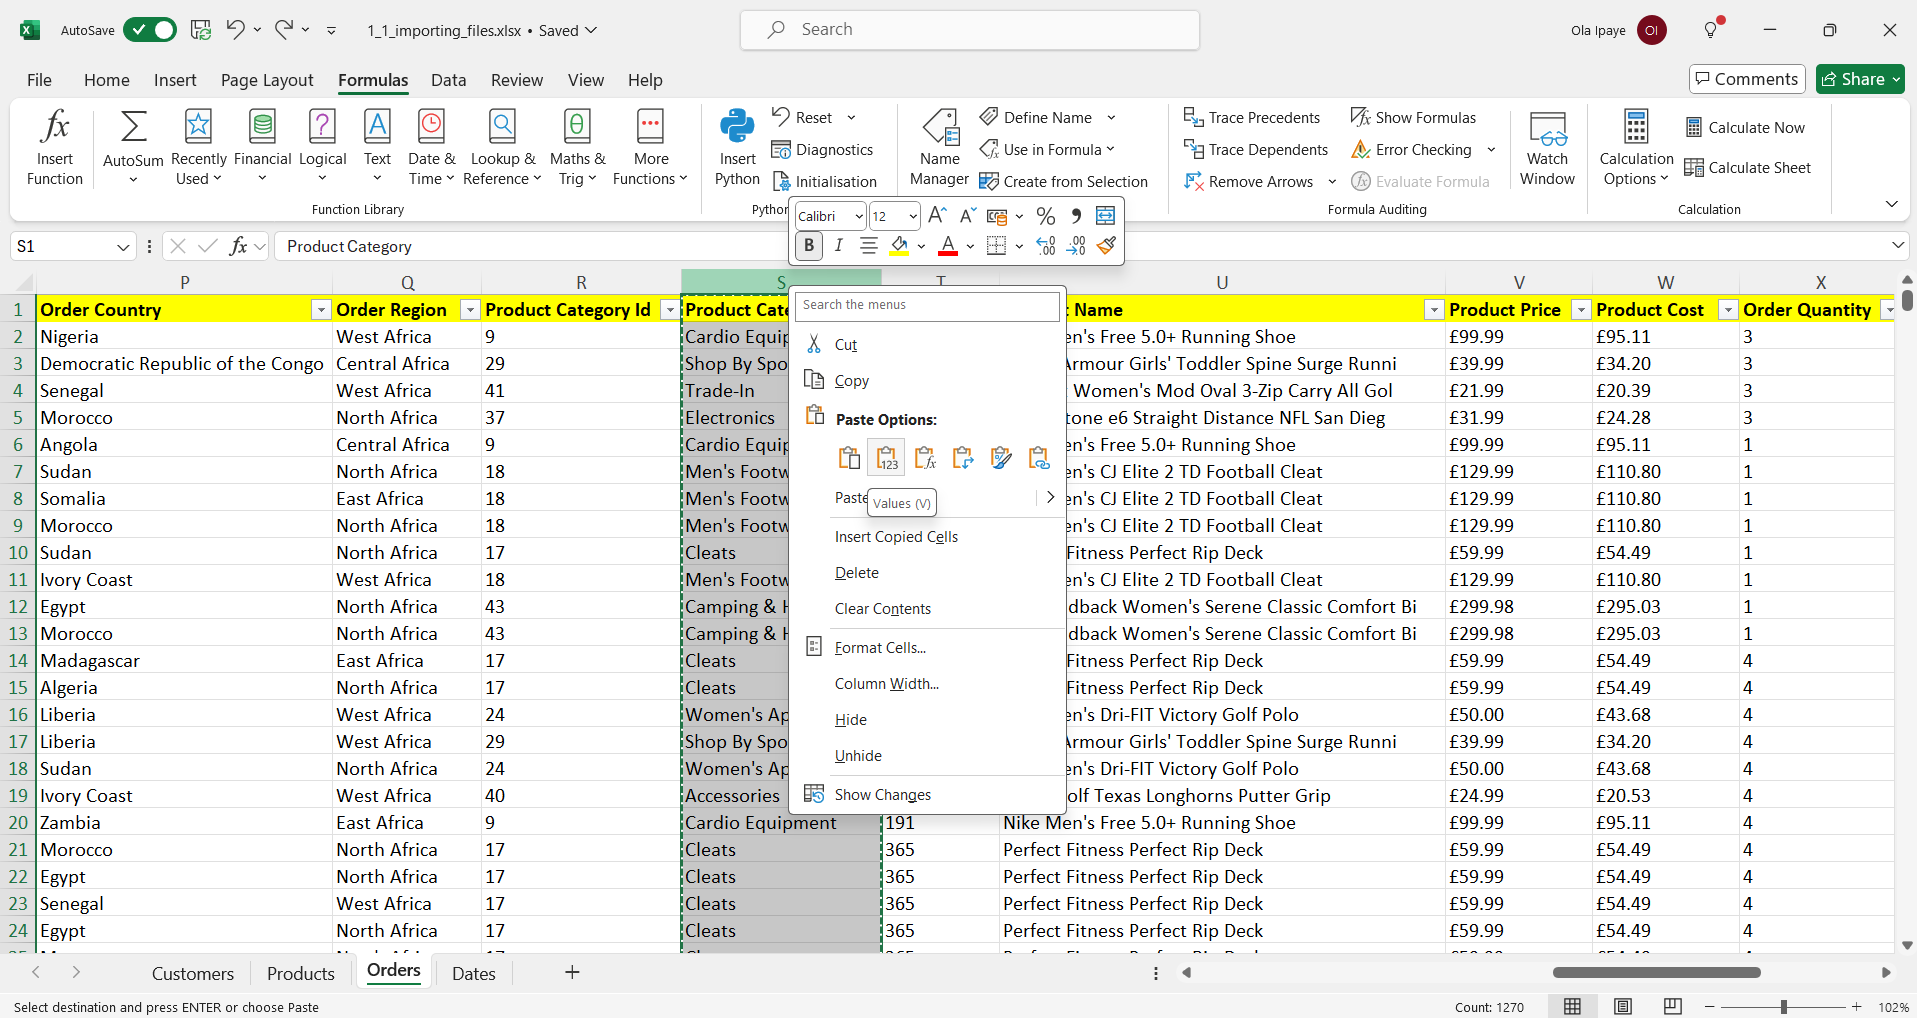 AutoSave
1_1_importing_files.xlsx • Saved
Search
Ola Ipaye
OI
File Home Insert Page Layout Formulas Data Review View Help
Comments
Share
fx
Insert Function
AutoSum
Recently Used
Financial
Logical
Text
Date & Time
Lookup & Reference
Maths & Trig
More Functions
Function Library
Insert Python
Reset
Diagnostics
Initialisation
Python
Name Manager
Define Name
Use in Formula
Create from Selection
Trace Precedents
Trace Dependents
Remove Arrows
Show Formulas
Error Checking
Evaluate Formula
Formula Auditing
Watch Window
Calculation Options
Calculate Now
Calculate Sheet
Calculation
Calibri 12 A^ A % ,
B I A
S1 fx Product Category
P Q R S T U V W X
1 Order Country Order Region Product Category Id Product Cate Name Product Price Product Cost Order Quantity
2 Nigeria West Africa 9 Cardio Equip en's Free 5.0+ Running Shoe £99.99 £95.11 3
3 Democratic Republic of the Congo Central Africa 29 Shop By Spo Armour Girls' Toddler Spine Surge Runni £39.99 £34.20 3
4 Senegal West Africa 41 Trade-In Women's Mod Oval 3-Zip Carry All Gol £21.99 £20.39 3
5 Morocco North Africa 37 Electronics tone e6 Straight Distance NFL San Dieg £31.99 £24.28 3
6 Angola Central Africa 9 Cardio Equip en's Free 5.0+ Running Shoe £99.99 £95.11 1
7 Sudan North Africa 18 Men's Footw en's CJ Elite 2 TD Football Cleat £129.99 £110.80 1
8 Somalia East Africa 18 Men's Footw en's CJ Elite 2 TD Football Cleat £129.99 £110.80 1
9 Morocco North Africa 18 Men's Footw en's CJ Elite 2 TD Football Cleat £129.99 £110.80 1
10 Sudan North Africa 17 Cleats Fitness Perfect Rip Deck £59.99 £54.49 1
11 Ivory Coast West Africa 18 Men's Footw en's CJ Elite 2 TD Football Cleat £129.99 £110.80 1
12 Egypt North Africa 43 Camping & H dback Women's Serene Classic Comfort Bi £299.98 £295.03 1
13 Morocco North Africa 43 Camping & H dback Women's Serene Classic Comfort Bi £299.98 £295.03 1
14 Madagascar East Africa 17 Cleats Fitness Perfect Rip Deck £59.99 £54.49 4
15 Algeria North Africa 17 Cleats Fitness Perfect Rip Deck £59.99 £54.49 4
16 Liberia West Africa 24 Women's Ap en's Dri-FIT Victory Golf Polo £50.00 £43.68 4
17 Liberia West Africa 29 Shop By Spo Armour Girls' Toddler Spine Surge Runni £39.99 £34.20 4
18 Sudan North Africa 24 Women's Ap en's Dri-FIT Victory Golf Polo £50.00 £43.68 4
19 Ivory Coast West Africa 40 Accessories olf Texas Longhorns Putter Grip £24.99 £20.53 4
20 Zambia East Africa 9 Cardio Equipment 191 Nike Men's Free 5.0+ Running Shoe £99.99 £95.11 4
21 Morocco North Africa 17 Cleats 365 Perfect Fitness Perfect Rip Deck £59.99 £54.49 4
22 Egypt North Africa 17 Cleats 365 Perfect Fitness Perfect Rip Deck £59.99 £54.49 4
23 Senegal West Africa 17 Cleats 365 Perfect Fitness Perfect Rip Deck £59.99 £54.49 4
24 Egypt North Africa 17 Cleats 365 Perfect Fitness Perfect Rip Deck £59.99 £54.49 4
Search the menus
Cut
Copy
Paste Options:
Paste
Values (V)
Insert Copied Cells
Delete
Clear Contents
Format Cells...
Column Width...
Hide
Unhide
Show Changes
Customers Products Orders Dates +
Select destination and press ENTER or choose Paste
Count: 1270
102%